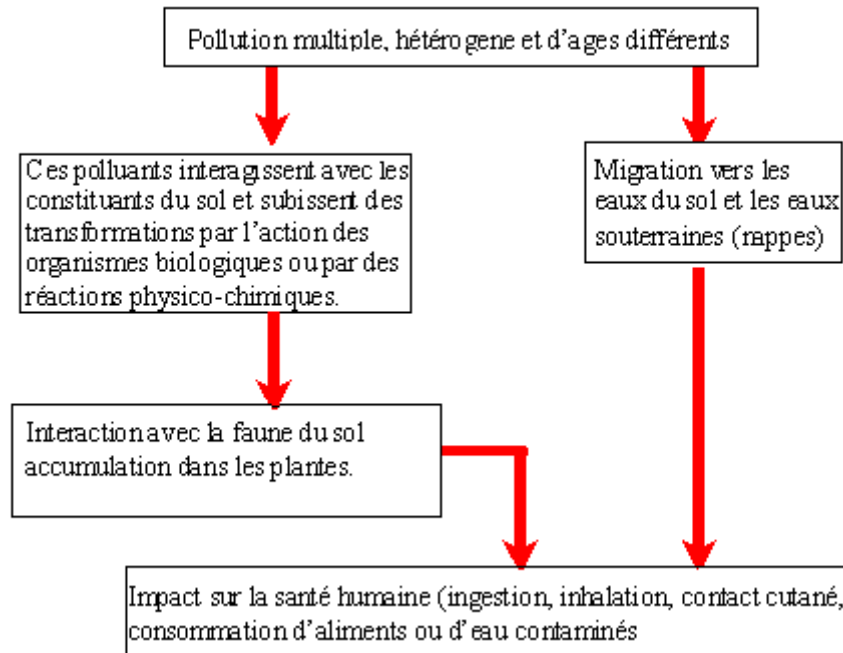 Pollution multiple, hétérogene et d'ages différents
Ces polluants interagissent avec les
constituants du sol et subissent des
transformations par l'action des
organismes biologiques ou par des
réactions physico-chimiques.
Migration vers les
eaux du sol et les eaux
souterraines (rappes)
Interaction avec la faune du sol
accumulation dans les plantes.
Impact sur la santé humaine (ingestion, inhalation, contact cutané,
consommation d'aliments ou d'eau contaminés